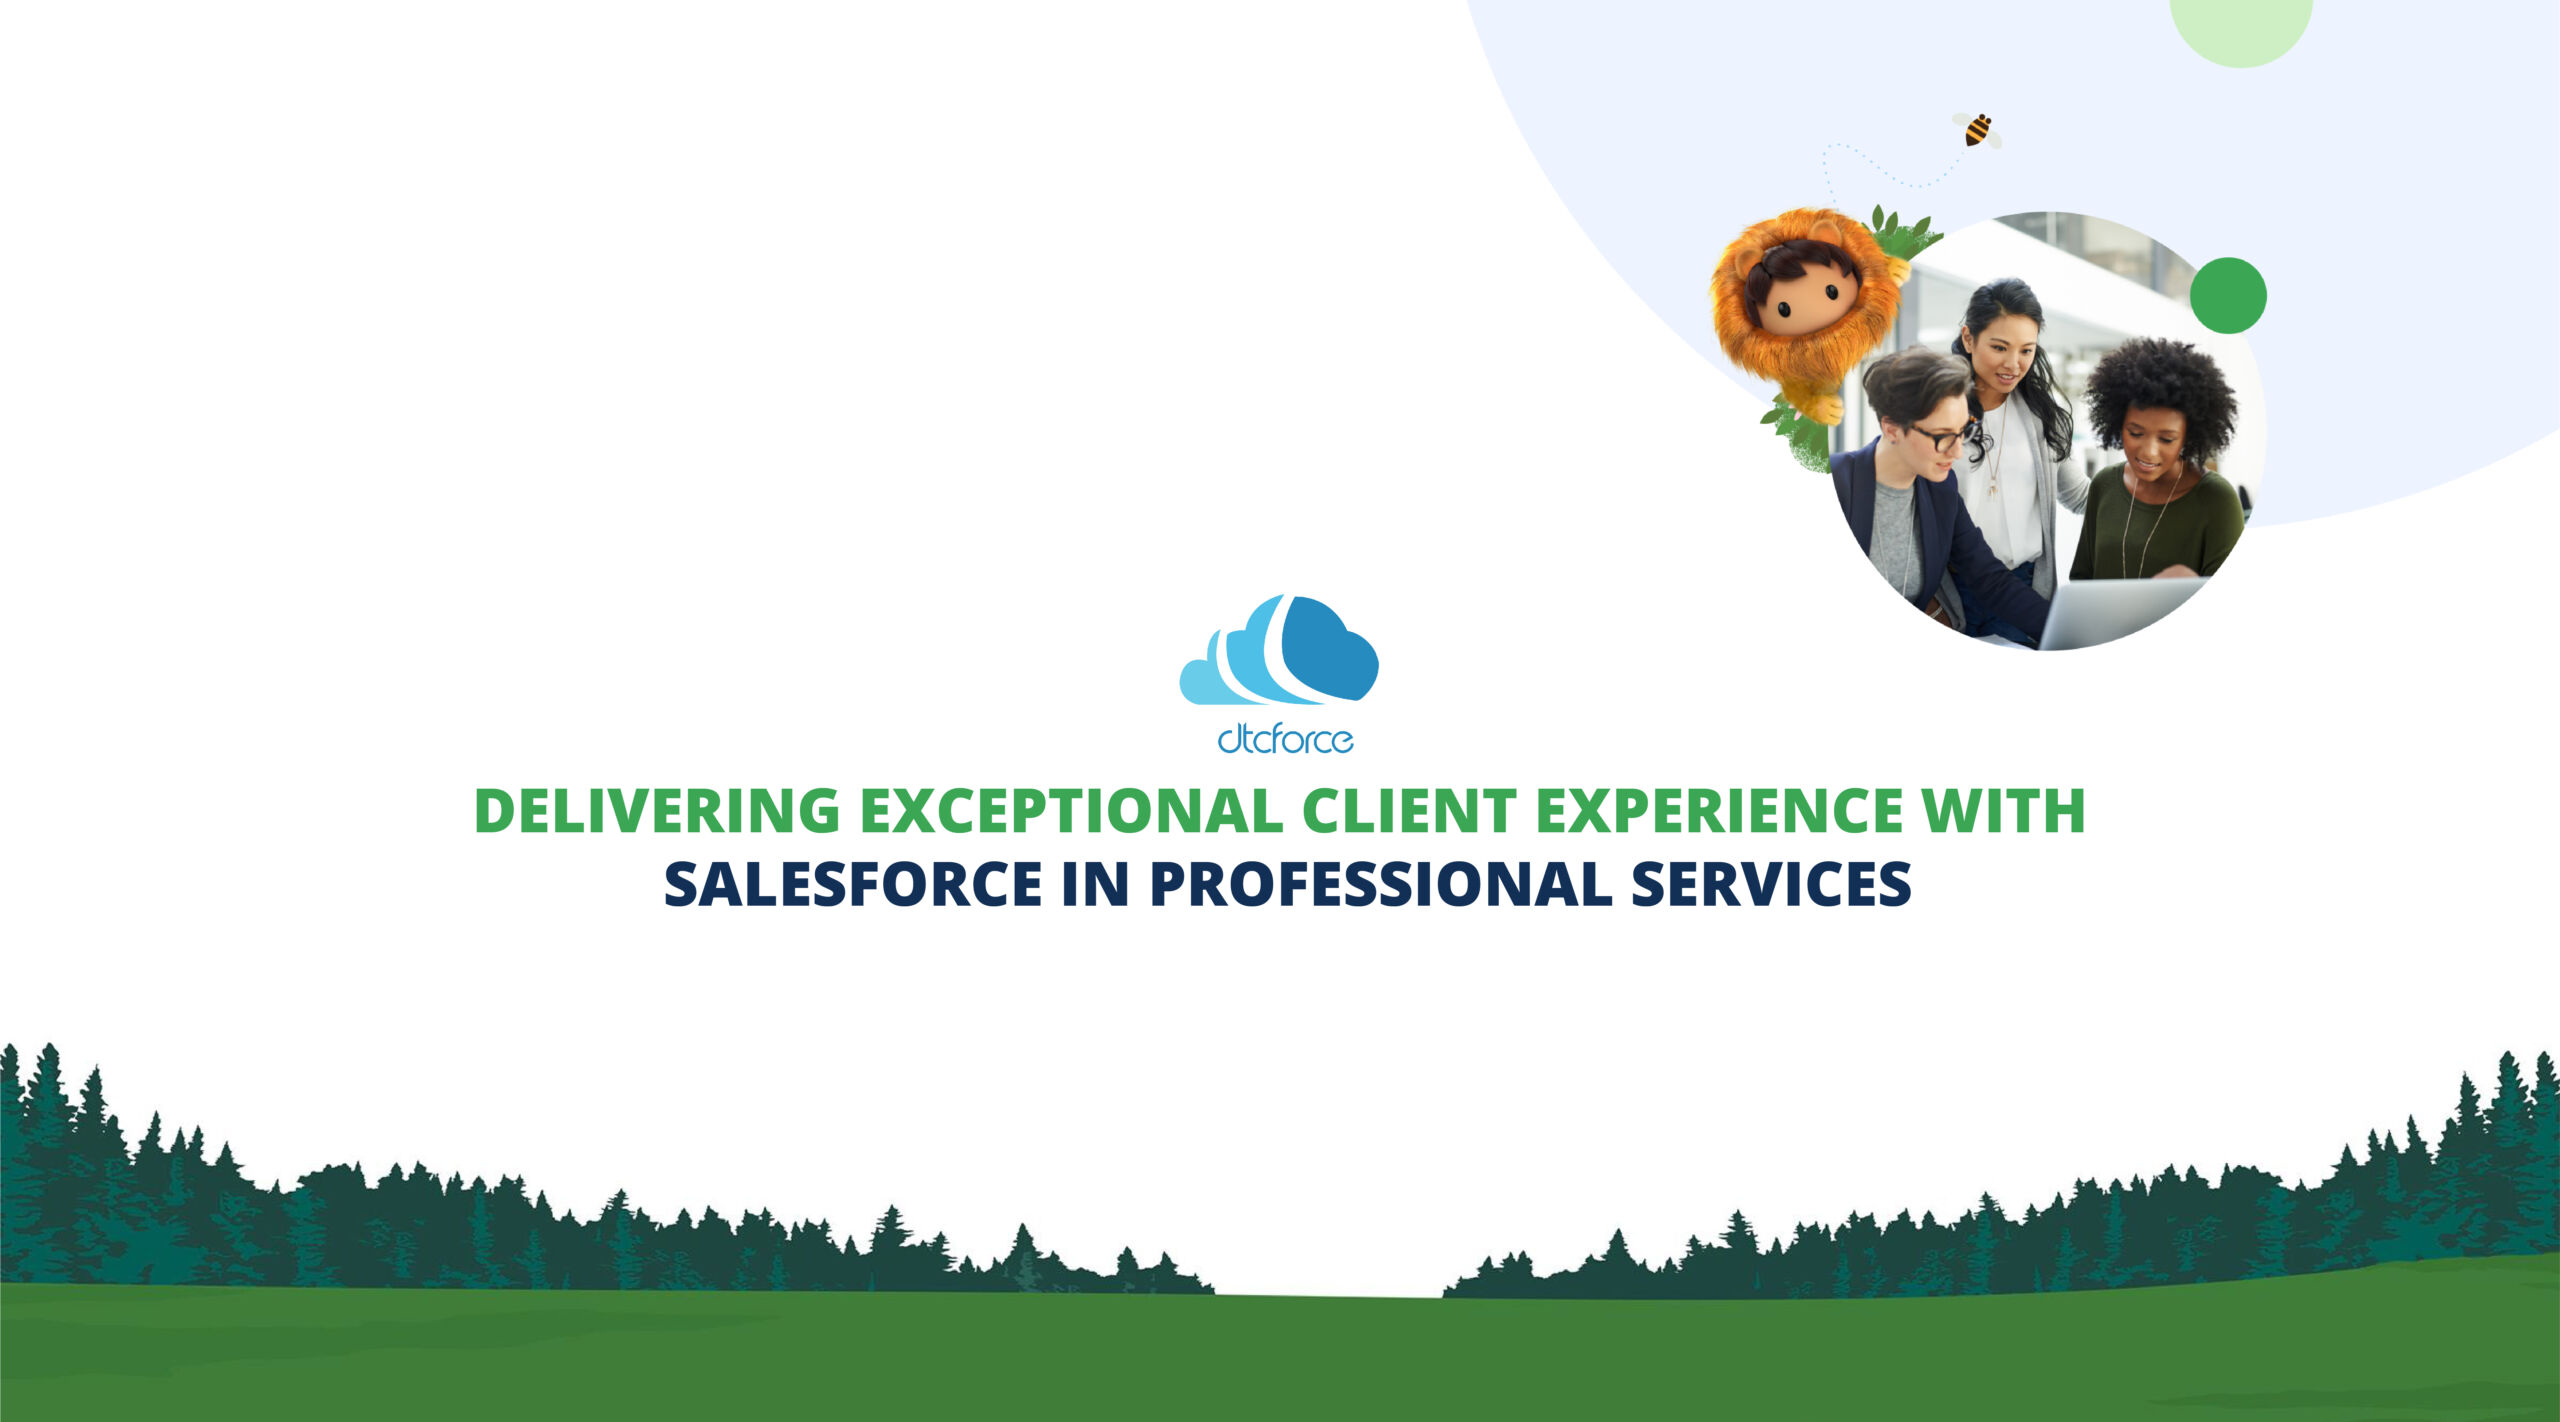 dtcforce
DELIVERING EXCEPTIONAL CLIENT EXPERIENCE WITH
SALESFORCE IN PROFESSIONAL SERVICES